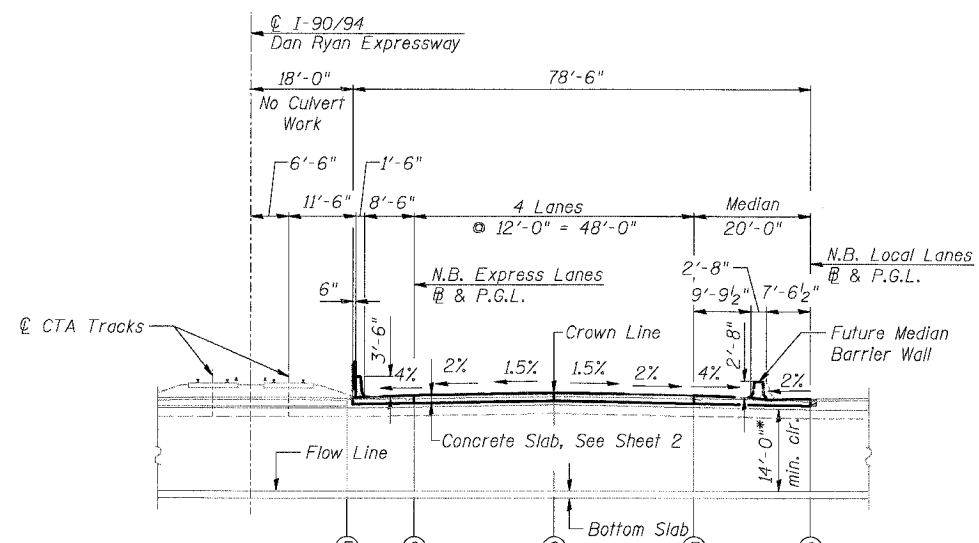 ℄ I-90/94
Dan Ryan Expressway
18'-0"
78'-6"
No Culvert
Work
6'-6"
1'-6"
11'-6"
8'-6"
4 Lanes
@ 12'-0" = 48'-0"
Median
20'-0"
N.B. Local Lanes
℔ & P.G.L.
2'-8"
9'-9½"
7'-6½"
N.B. Express Lanes
℔ & P.G.L.
6"
3'-6"
℄ CTA Tracks
Crown Line
2'-8"
Future Median
Barrier Wall
4%
2%
1.5%
1.5%
2%
4%
2%
Concrete Slab, See Sheet 2
Flow Line
14'-0"*
min. clr.
Bottom Slab